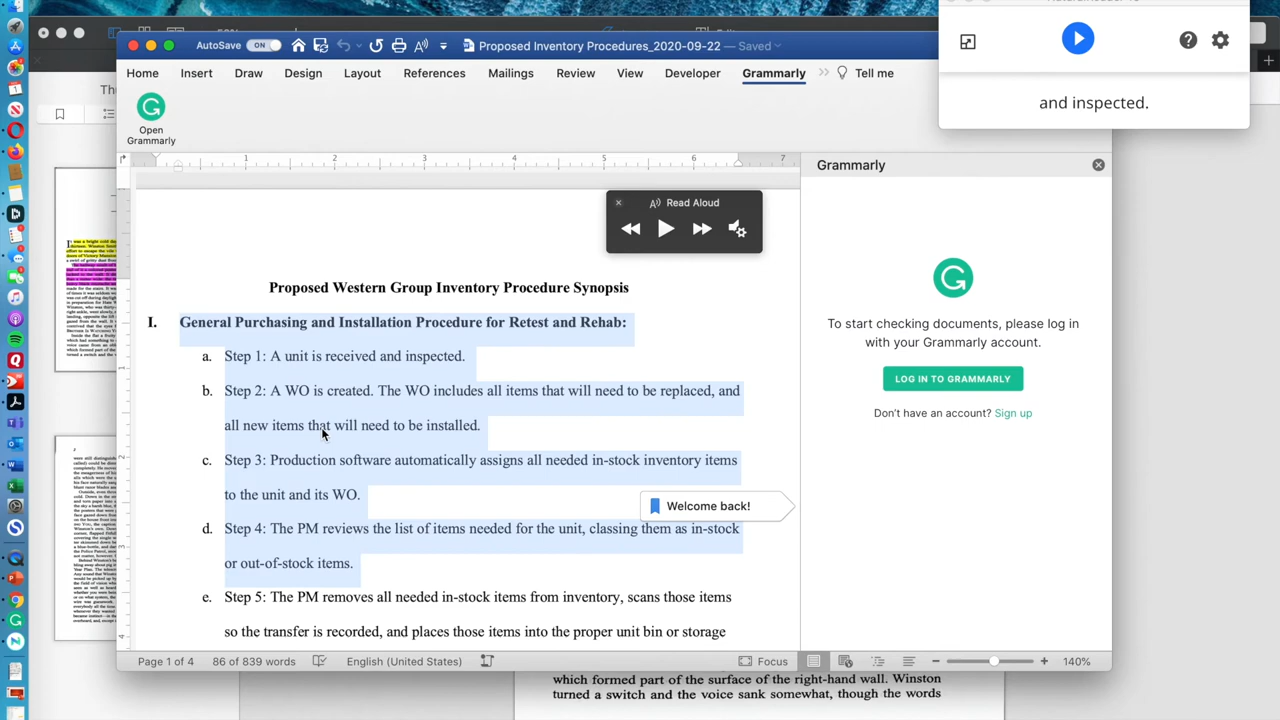 AutoSave ON
Inventory Procedures_2020-09-22 — Saved
Home Insert Draw Design Layout References Mailings Review View Developer Grammarly Tell me
Open
Grammarly
and inspected.
1 2 3 4 5 6 7
Grammarly
Read Aloud
Proposed Western Group Inventory Procedure Synopsis
I. General Purchasing and Production Procedure for New and Rehab:
a. Step 1: A unit is received and inspected.
b. Step 2: A WO is created. The WO includes all items that will need to be replaced, and
all new items that will need to be installed.
c. Step 3: Production software automatically assigns all needed in-stock inventory items
to the unit and its WO.
d. Step 4: The PM reviews the list of items needed for the unit, classing them as in-stock
or out-of-stock items.
e. Step 5: The PM removes all needed in-stock items from inventory, scans those items
so the transfer is recorded, and places those items into the proper unit bin or storage
Welcome back!
To start checking documents, please log in
with your Grammarly account.
LOG IN TO GRAMMARLY
Don't have an account? Sign up
Page 1 of 4 86 of 839 words English (United States) Focus 140%
which formed part of the surface of the right-hand wall. Winston
turned a switch and the voice sank somewhat, though the words